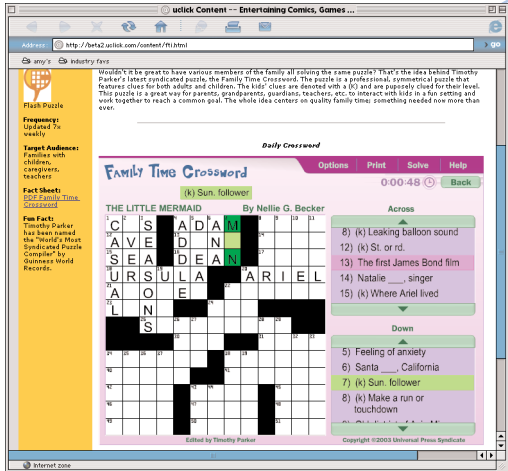 uclick Content -- Entertaining Comics, Games ...
Address http://beta2.uclick.com/content/fti.html go
amy's industry favs
Flash Puzzle
Frequency:
Updated 7x
weekly
Target Audience:
Families with
children,
caregivers,
teachers
Fact Sheet:
PDF Family Time
Crossword
Fun Fact:
Timothy Parker
has been named
the "World's Most
Syndicated Puzzle
Compiler" by
Guinness World
Records.
Wouldn't it be great to have various members of the family all solving the same puzzle? That's the idea behind Timothy
Parker's latest syndicated puzzle, the Family Time Crossword. The puzzle is a professional, symmetrical puzzle that
features clues for both adults and children. The kids' clues are denoted with a (K) and are puposely clued for their level.
This puzzle is a great way for parents, grandparents, guardians, teachers, etc. to interact with kids in a fun setting and
work together to reach a common goal. The whole idea centers on quality family time; something needed now more than
ever.
Daily Crossword
Family Time Crossword
Options Print Solve Help
0:00:48 Back
(k) Sun. follower
THE LITTLE MERMAID By Nellie G. Becker
C S A D A M
A V E D N
S E A D E A N
U R S U L A A R I E L
A O E
L N
S
Across
8) (k) Leaking balloon sound
12) (k) St. or rd.
13) The first James Bond film
14) Natalie ___, singer
15) (k) Where Ariel lived
Down
5) Feeling of anxiety
6) Santa ___, California
7) (k) Sun. follower
8) (k) Make a run or
touchdown
Edited by Timothy Parker
Copyright ©2003 Universal Press Syndicate
Internet zone